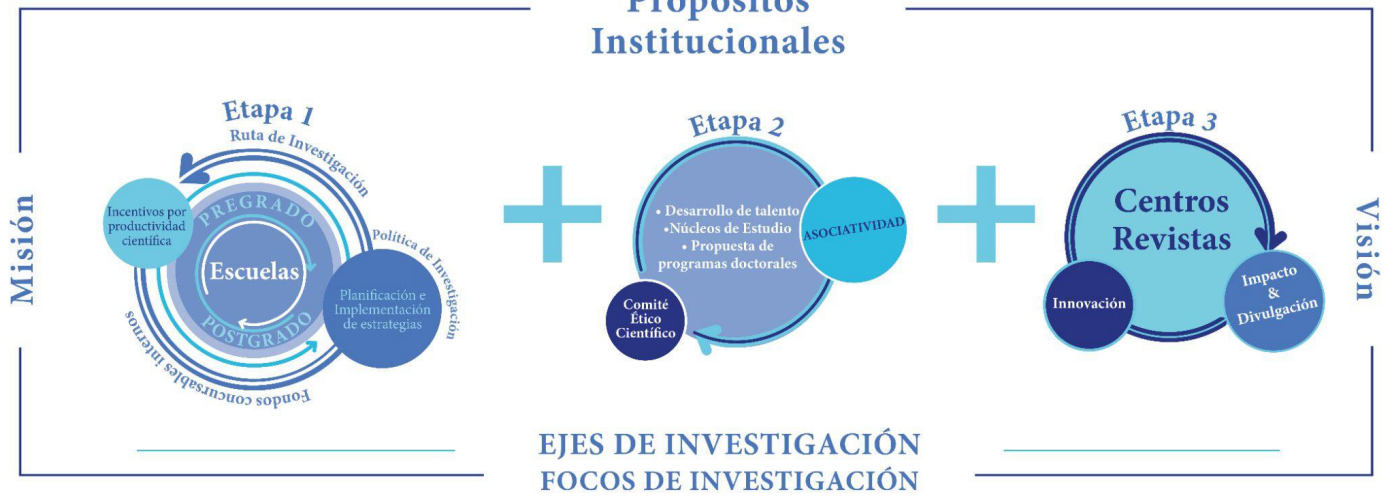 Propósitos
Institucionales
Misión
Etapa 1
Ruta de Investigación
Incentivos por
productividad
científica
PREGRADO
Escuelas
POSTGRADO
Política de Investigación
Planificación e
Implementación
de estrategias
Fondos concursables internos
Etapa 2
• Desarrollo de talento
•Núcleos de Estudio
• Propuesta de
programas doctorales
ASOCIATIVIDAD
Comité
Ético
Científico
Etapa 3
Centros
Revistas
Innovación
Impacto
&
Divulgación
Visión
EJES DE INVESTIGACIÓN
FOCOS DE INVESTIGACIÓN